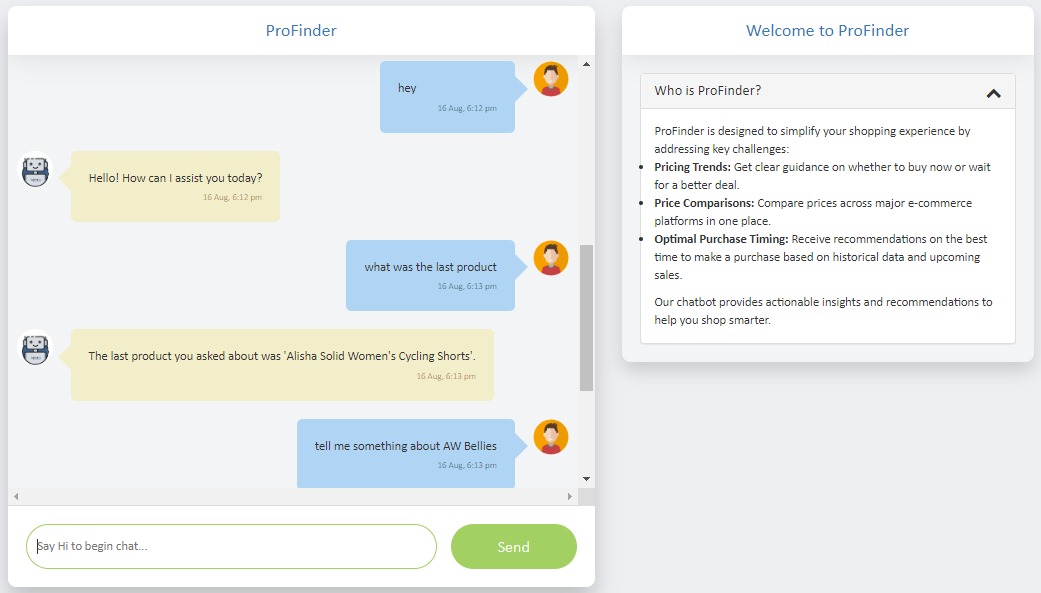 ProFinder
hey
16 Aug, 6:12 pm
Hello! How can I assist you today?
16 Aug, 6:12 pm
what was the last product
16 Aug, 6:13 pm
The last product you asked about was 'Alisha Solid Women's Cycling Shorts'.
16 Aug, 6:13 pm
tell me something about AW Bellies
16 Aug, 6:13 pm
Say Hi to begin chat...
Send
Welcome to ProFinder
Who is ProFinder?
ProFinder is designed to simplify your shopping experience by
addressing key challenges:
Pricing Trends: Get clear guidance on whether to buy now or wait
for a better deal.
Price Comparisons: Compare prices across major e-commerce
platforms in one place.
Optimal Purchase Timing: Receive recommendations on the best
time to make a purchase based on historical data and upcoming
sales.
Our chatbot provides actionable insights and recommendations to
help you shop smarter.